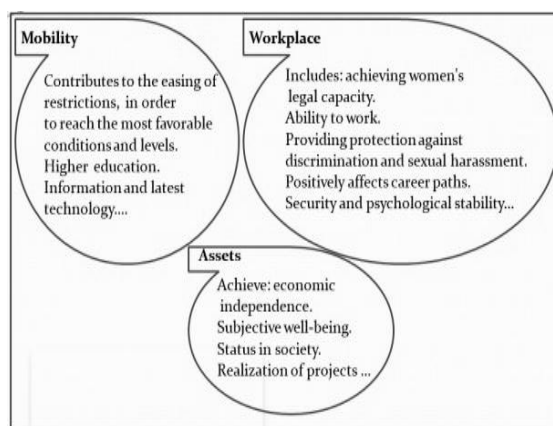 Mobility
Contributes to the easing of
restrictions, in order
to reach the most favorable
conditions and levels.
Higher education.
Information and latest
technology....
Workplace
Includes: achieving women's
legal capacity.
Ability to work.
Providing protection against
discrimination and sexual harassment.
Positively affects career paths.
Security and psychological stability...
Assets
Achieve: economic
independence.
Subjective well-being.
Status in society.
Realization of projects ...